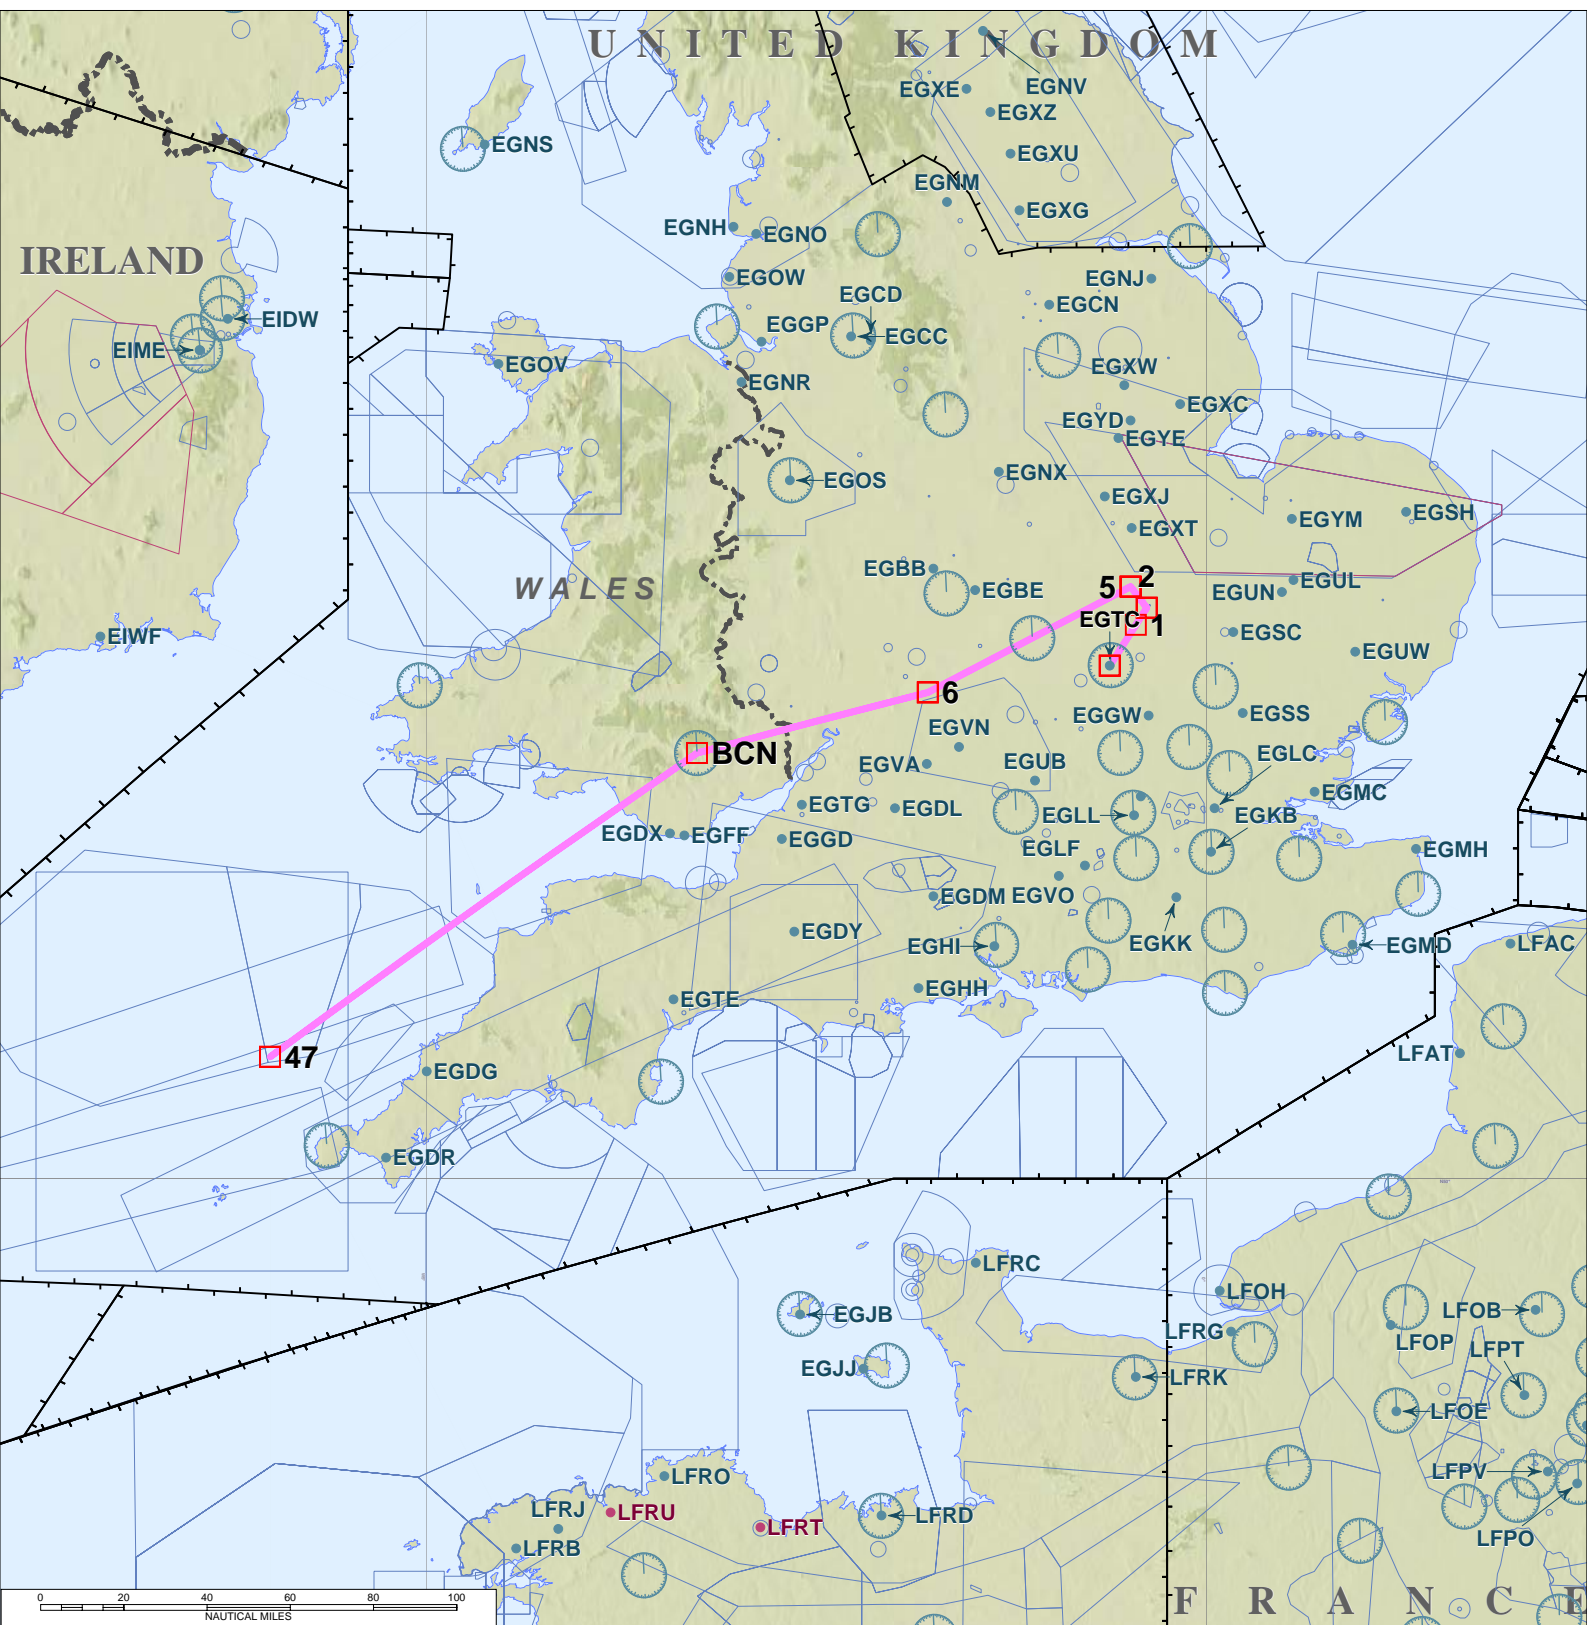 UNITED KINGDOM
EGXE
EGNV
EGXZ
EGNS
EGXU
EGNM
EGXG
EGNH
EGNO
IRELAND
EGOW
EGNJ
EGCD
EGCN
EIDW
EGGP
EGCC
EIME
EGOV
EGXW
EGNR
EGXC
EGYD
EGYE
EGNX
EGOS
EGXJ
EGYM
EGSH
EGXT
EGBB
5
2
EGUL
WALES
EGBE
EGUN
EGTC
1
EIWF
EGSC
EGUW
6
EGGW
EGSS
EGVN
BCN
EGLC
EGVA
EGUB
EGMC
EGTG
EGDL
EGLL
EGKB
EGDX
EGFF
EGGD
EGLF
EGMH
EGDM
EGVO
EGDY
EGHI
EGKK
EGMD
LFAC
EGTE
EGHH
47
EGDG
LFAT
EGDR
LFRC
LFOH
EGJB
LFOB
LFRG
LFOP
LFPT
EGJJ
LFRK
LFOE
LFRO
LFPV
LFRJ
LFRU
LFRT
LFRD
LFRB
LFPO
0 20 40 60 80 100
NAUTICAL MILES
FRANCE